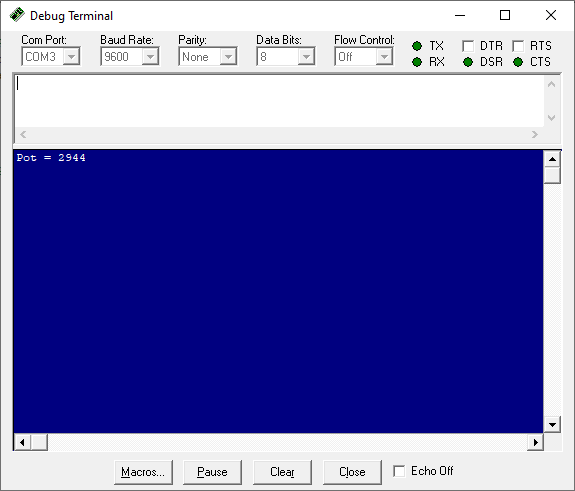 Debug Terminal
Com Port: Baud Rate: Parity: Data Bits: Flow Control:
COM3 9600 None 8 Off
TX DTR RTS
RX DSR CTS
Pot = 2944
Macros... Pause Clear Close Echo Off